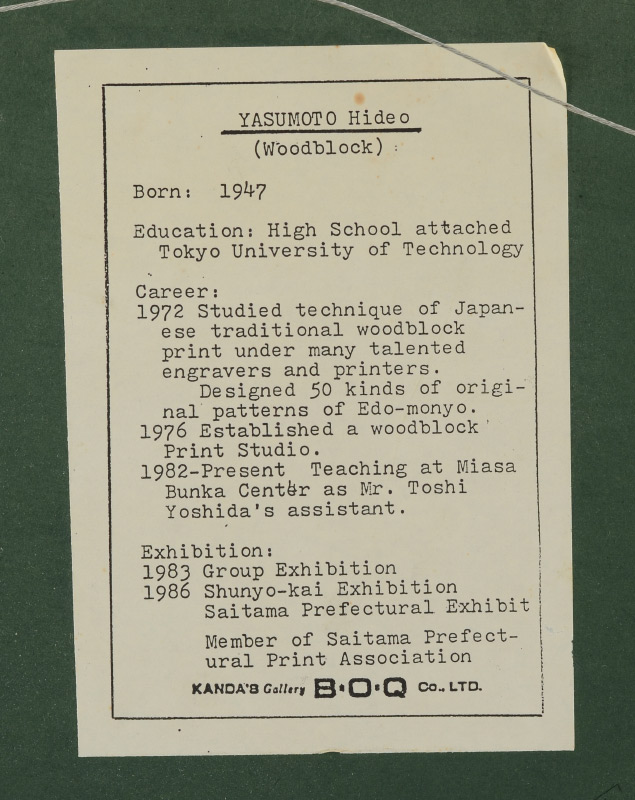 YASUMOTO Hideo
(Woodblock)
Born: 1947
Education: High School attached
Tokyo University of Technology
Career:
1972 Studied technique of Japan-
ese traditional woodblock
print under many talented
engravers and printers.
Designed 50 kinds of origi-
nal patterns of Edo-monyo.
1976 Established a woodblock
Print Studio.
1982-Present Teaching at Miasa
Bunka Center as Mr. Toshi
Yoshida's assistant.
Exhibition:
1983 Group Exhibition
1986 Shunyo-kai Exhibition
Saitama Prefectural Exhibit
Member of Saitama Prefect-
ural Print Association
KANDA'S Gallery B·O·Q Co., LTD.